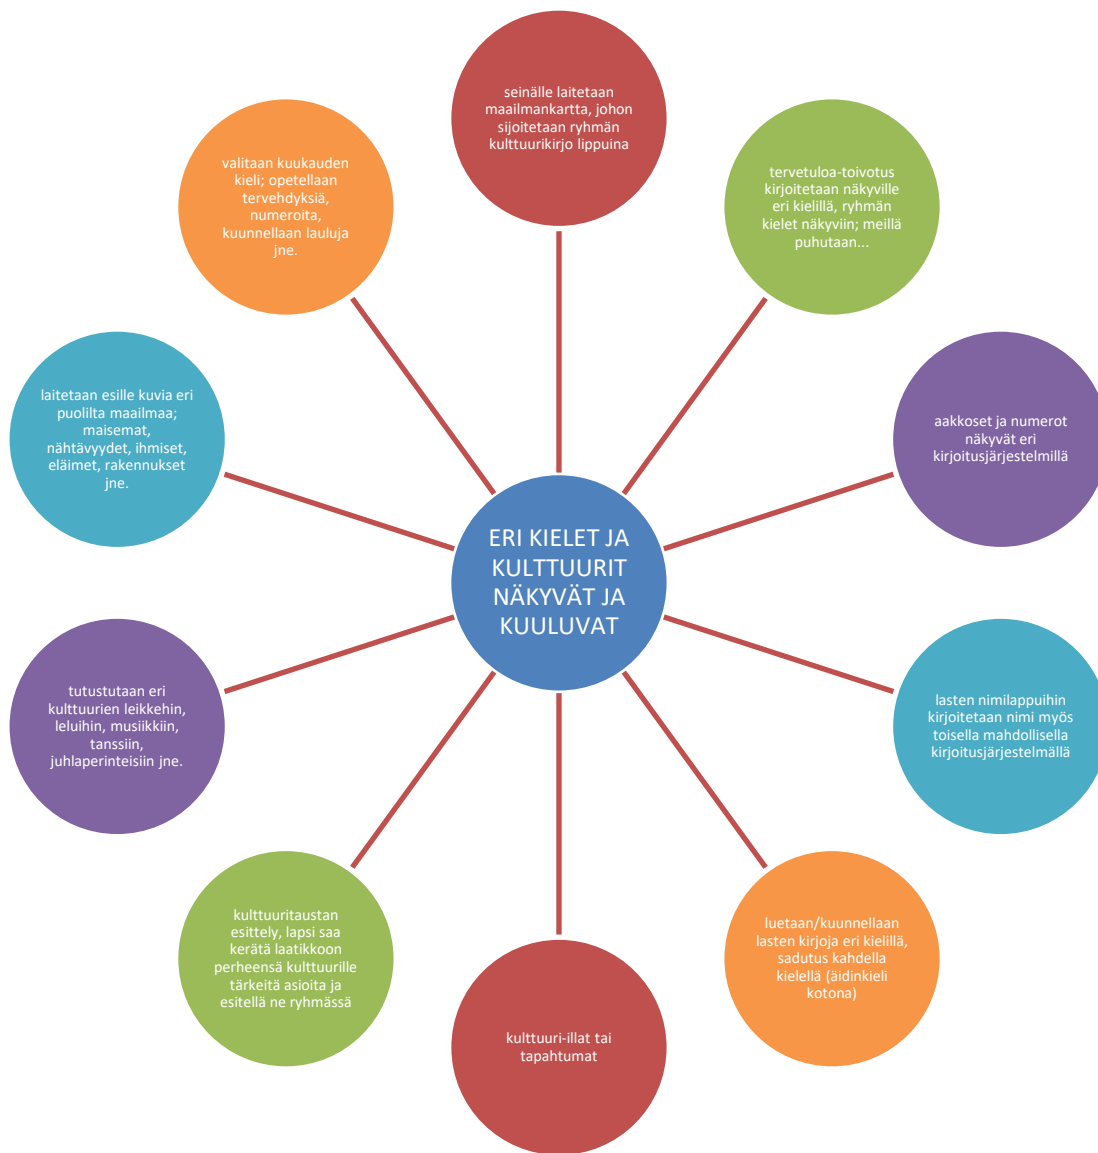 seinälle laitetaan
maailmankartta, johon
sijoitetaan ryhmän
kulttuurikirjo lippuina
tervetuloa-toivotus
kirjoitetaan näkyville
eri kielillä, ryhmän
kielet näkyviin; meillä
puhutaan...
aakkoset ja numerot
näkyvät eri
kirjoitusjärjestelmillä
lasten nimilappuihin
kirjoitetaan nimi myös
toisella mahdollisella
kirjoitusjärjestelmällä
luetaan/kuunnellaan
lasten kirjoja eri kielillä,
sadutus kahdella
kielellä (äidinkieli
kotona)
kulttuuri-illat tai
tapahtumat
kulttuuritaustan
esittely, lapsi saa
kerätä laatikkoon
perheensä kulttuurille
tärkeitä asioita ja
esitellä ne ryhmässä
tutustutaan eri
kulttuurien leikkehin,
leluihin, musiikkiin,
tanssiin,
juhlaperinteisiin jne.
laitetaan esille kuvia eri
puolilta maailmaa;
maisemat,
nähtävyydet, ihmiset,
eläimet, rakennukset
jne.
valitaan kuukauden
kieli; opetellaan
tervehdyksiä,
numeroita,
kuunnellaan lauluja
jne.
ERI KIELET JA
KULTTUURIT
NÄKYVÄT JA
KUULUVAT